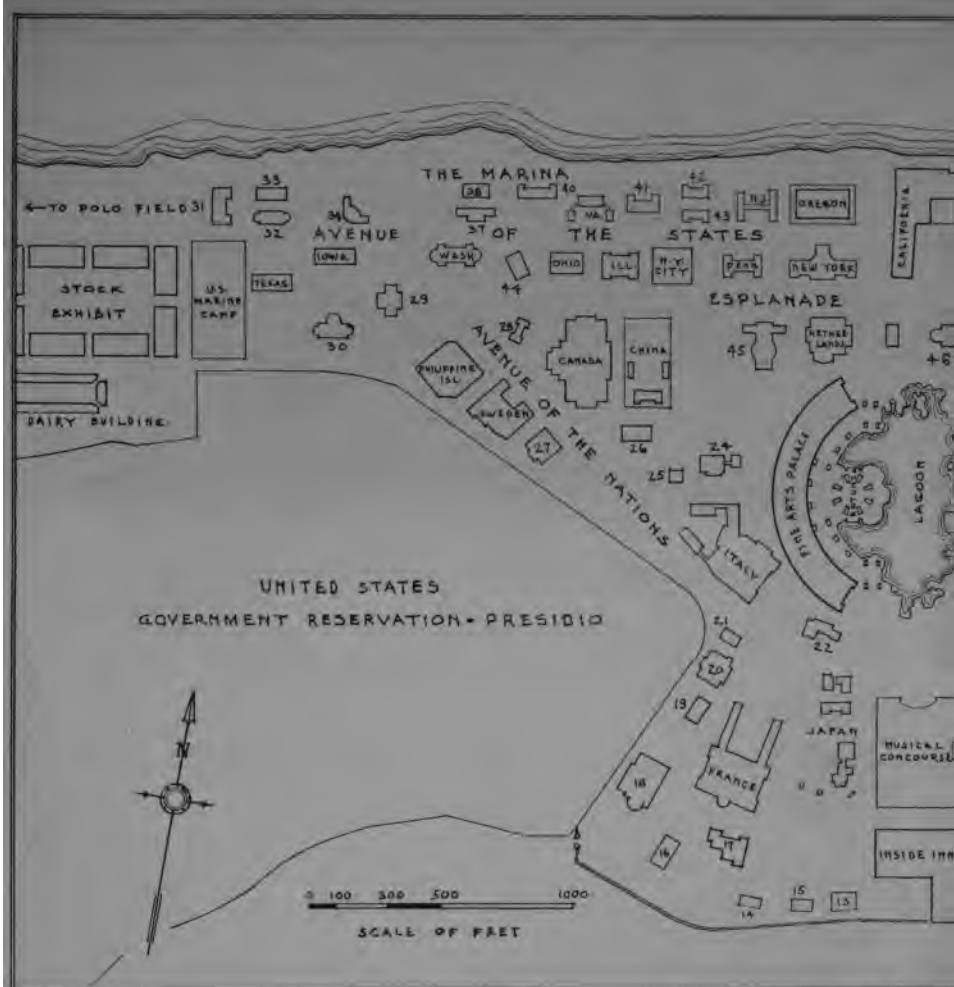 THE MARINA
33
38
40
41
42
←TO POLO FIELD 31
34
VA.
43
N.J.
OREGON
CALIFORNIA
32
AVENUE
37
OF
THE
STATES
IOWA
WASH
OHIO
ILL
N.Y.
CITY
PENN
NEW YORK
STOCK
EXHIBIT
U.S.
MARINE
CAMP
TEXAS
44
29
ESPLANADE
28
30
AVENUE OF THE NATIONS
CANADA
CHINA
45
NETHER
LANDS
46
PHILIPPINE
ISL
SWEDEN
DAIRY BUILDING
27
26
25
24
FINE ARTS PALACE
LAGOON
ITALY
UNITED STATES
GOVERNMENT RESERVATION - PRESIDIO
21
22
20
19
JAPAN
N
MUSICAL
CONCOURSE
FRANCE
18
17
16
INSIDE INN
0 100 300 500 1000
14
15
13
SCALE OF FEET